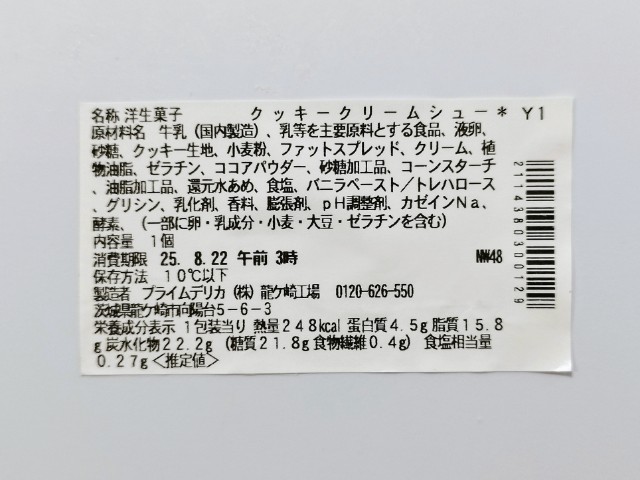 名称 洋生菓子 クッキークリームシュー* Y1
原材料名 牛乳(国内製造)、乳等を主要原料とする食品、液卵、
砂糖、クッキー生地、小麦粉、ファットスプレッド、クリーム、植
物油脂、ゼラチン、ココアパウダー、砂糖加工品、コーンスターチ
、油脂加工品、還元水あめ、食塩、バニラペースト/トレハロース
、グリシン、乳化剤、香料、膨張剤、pH調整剤、カゼインNa、
酵素、(一部に卵・乳成分・小麦・大豆・ゼラチンを含む)
内容量 1個
消費期限 25. 8.22 午前 3時 NW48
保存方法 10℃以下
製造者 プライムデリカ(株)龍ケ崎工場 0120-626-550
茨城県龍ケ崎市向陽台5-6-3
栄養成分表示 1包装当り 熱量248kcal 蛋白質4.5g 脂質15.8
g 炭水化物22.2g (糖質21.8g 食物繊維0.4g) 食塩相当量
0.27g <推定値>
2114380300129